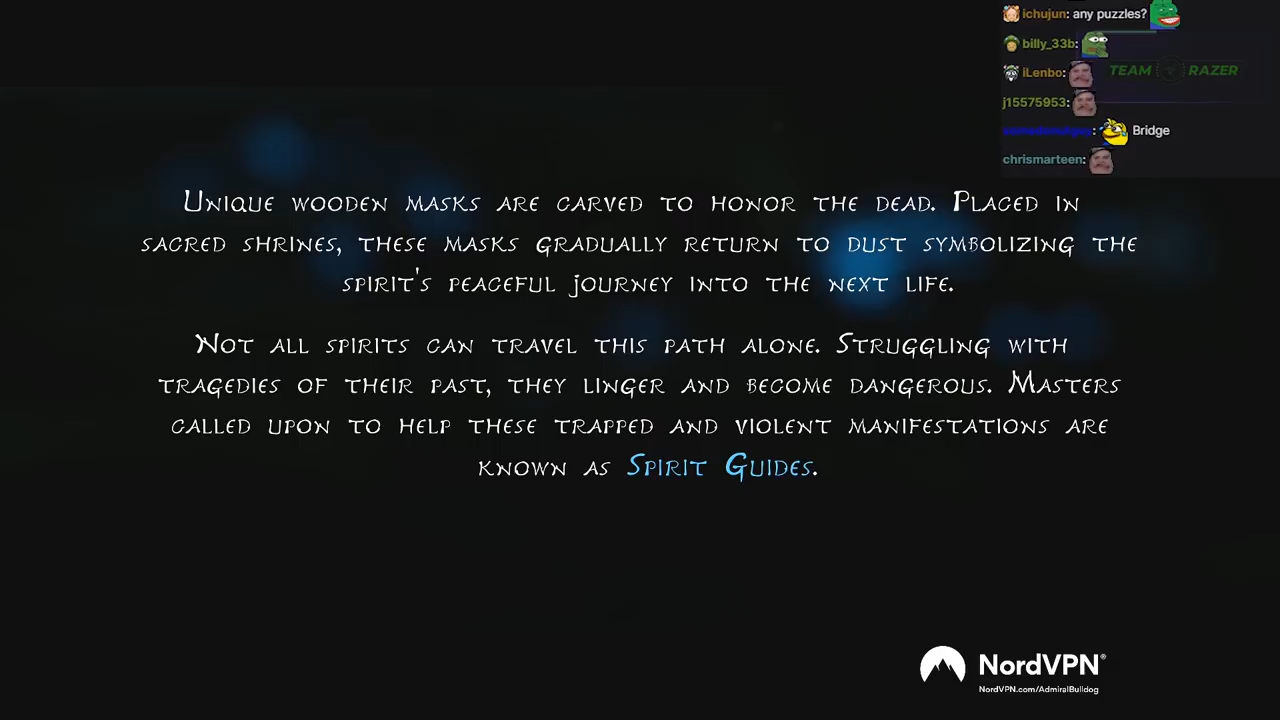 ichujun: any puzzles?
billy_33b:
iLenbo:
TEAM RAZER
j15575953:
: Bridge
chrismarteen:
Unique wooden masks are carved to honor the dead. Placed in
sacred shrines, these masks gradually return to dust symbolizing the
spirit's peaceful journey into the next life.
Not all spirits can travel this path alone. Struggling with
tragedies of their past, they linger and become dangerous. Masters
called upon to help these trapped and violent manifestations are
known as Spirit Guides.
NordVPN®
NordVPN.com/AdmiralBulldog